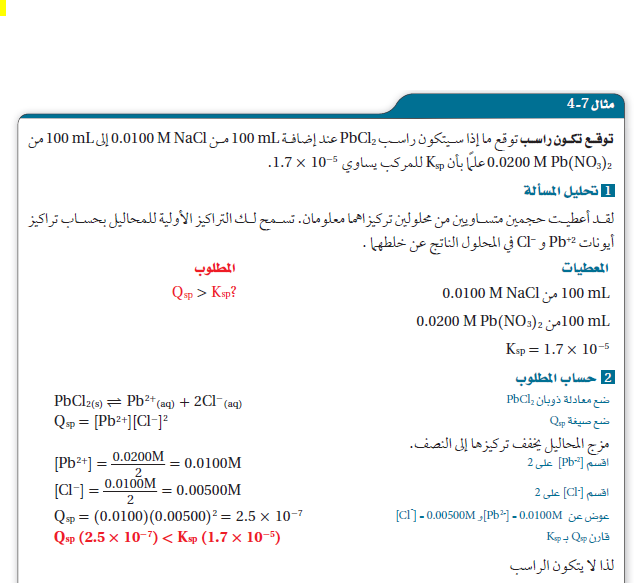 مثال 7-4
توقع تكون راسب توقع ما إذا سيتكون راسب PbCl₂ عند إضافة 100 mL من 0.0100 M NaCl إلى 100 mL من
0.0200 M Pb(NO₃)₂ علمًا بأن Ksp للمركب يساوي 1.7 × 10⁻⁵.
1 تحليل المسألة
لقد أعطيت حجمين متساويين من محلولين تركيزاهما معلومان. تسمح لك التراكيز الأولية للمحاليل بحساب تراكيز
أيونات Pb⁺² و Cl⁻ في المحلول الناتج عن خلطهما .
المعطيات المطلوب
100 mL من 0.0100 M NaCl Qsp > Ksp?
100 mL من 0.0200 M Pb(NO₃)₂
Ksp = 1.7 × 10⁻⁵
2 حساب المطلوب
ضع معادلة ذوبان PbCl₂ PbCl₂(s) ⇌ Pb²⁺(aq) + 2Cl⁻(aq)
ضع صيغة Qsp Qsp = [Pb²⁺][Cl⁻]²
مزج المحاليل يخفف تركيزها إلى النصف.
اقسم [Pb²⁺] على 2 [Pb²⁺] = 0.0200M / 2 = 0.0100M
اقسم [Cl⁻] على 2 [Cl⁻] = 0.0100M / 2 = 0.00500M
عوض عن [Pb²⁺] = 0.0100M و [Cl⁻] = 0.00500M Qsp = (0.0100)(0.00500)² = 2.5 × 10⁻⁷
قارن Qsp بـ Ksp Qsp (2.5 × 10⁻⁷) < Ksp (1.7 × 10⁻⁵)
لذا لا يتكون الراسب